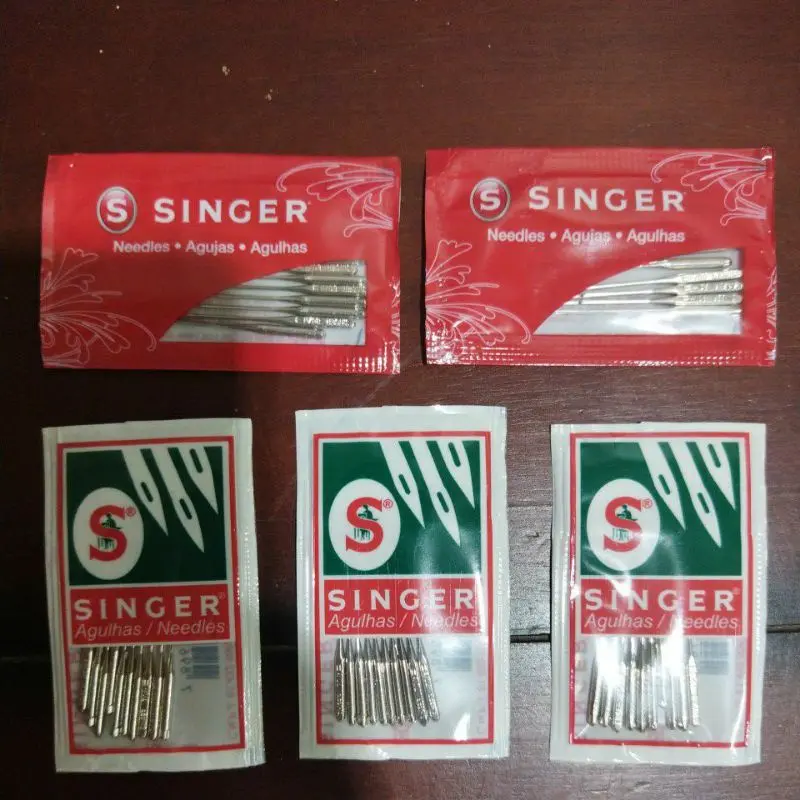 S SINGER
Needles • Agujas • Agulhas
S SINGER
Needles • Agujas • Agulhas
S®
SINGER®
Agulhas / Needles
S®
SINGER
Agulhas / Needles
S®
SINGER®
Agulhas / Needles